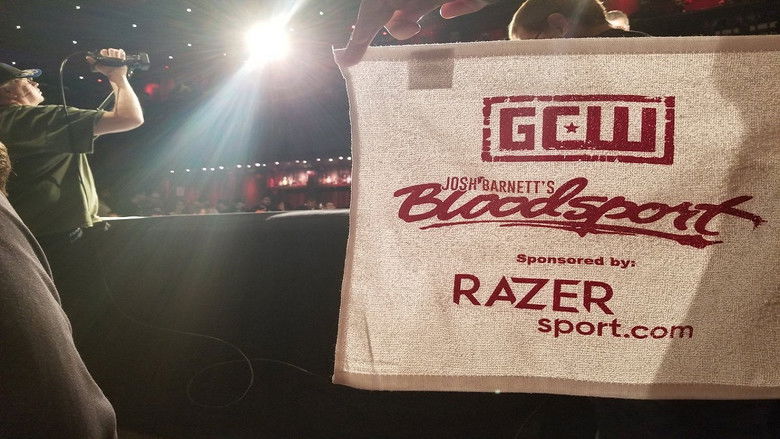 GCW
JOSH BARNETT'S
Bloodsport
Sponsored by:
RAZER
sport.com